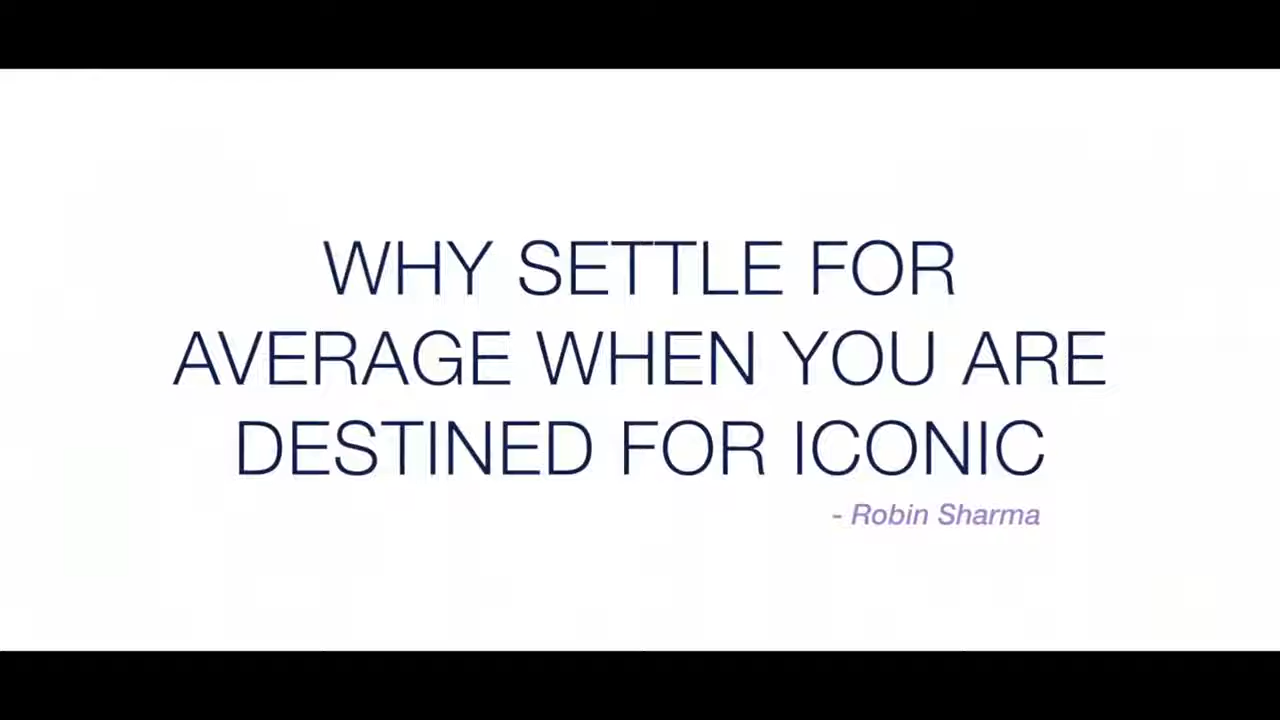 WHY SETTLE FOR
AVERAGE WHEN YOU ARE
DESTINED FOR ICONIC
- Robin Sharma